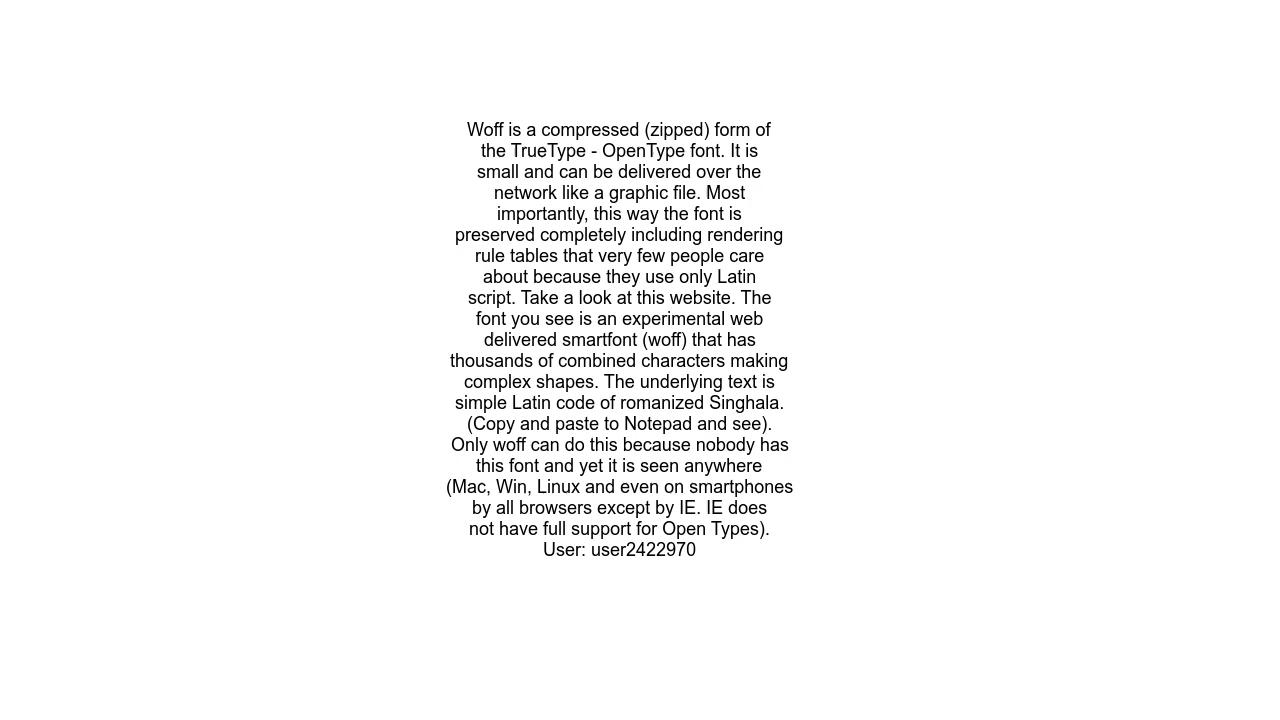 Woff is a compressed (zipped) form of
the TrueType - OpenType font. It is
small and can be delivered over the
network like a graphic file. Most
importantly, this way the font is
preserved completely including rendering
rule tables that very few people care
about because they use only Latin
script. Take a look at this website. The
font you see is an experimental web
delivered smartfont (woff) that has
thousands of combined characters making
complex shapes. The underlying text is
simple Latin code of romanized Singhala.
(Copy and paste to Notepad and see).
Only woff can do this because nobody has
this font and yet it is seen anywhere
(Mac, Win, Linux and even on smartphones
by all browsers except by IE. IE does
not have full support for Open Types).
User: user2422970